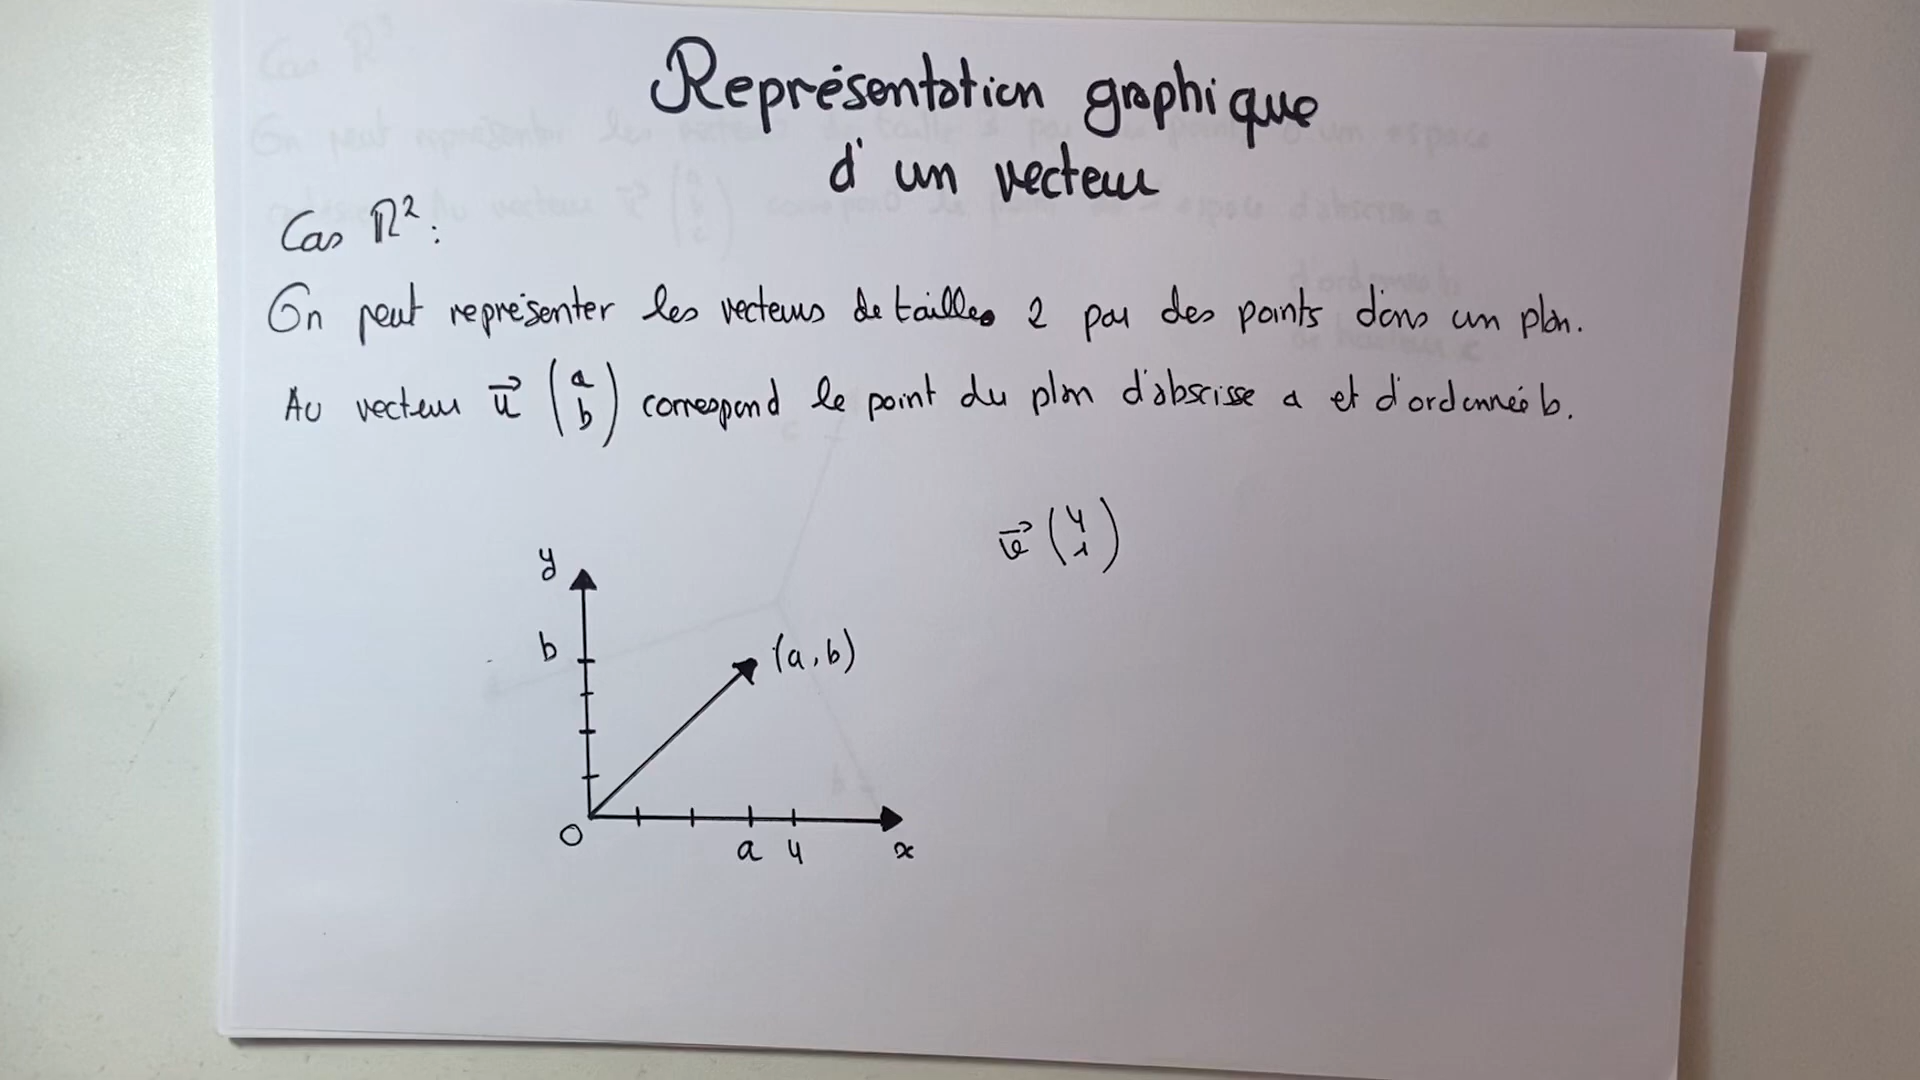 Représentation graphique
d'un vecteur
Cas ℝ²:
On peut représenter les vecteurs de tailles 2 par des points dans un plan.
Au vecteur u⃗ (a b) correspond le point du plan d'abscisse a et d'ordonnée b.
v⃗ (4 1)
y
b
(a,b)
O
a 4 x